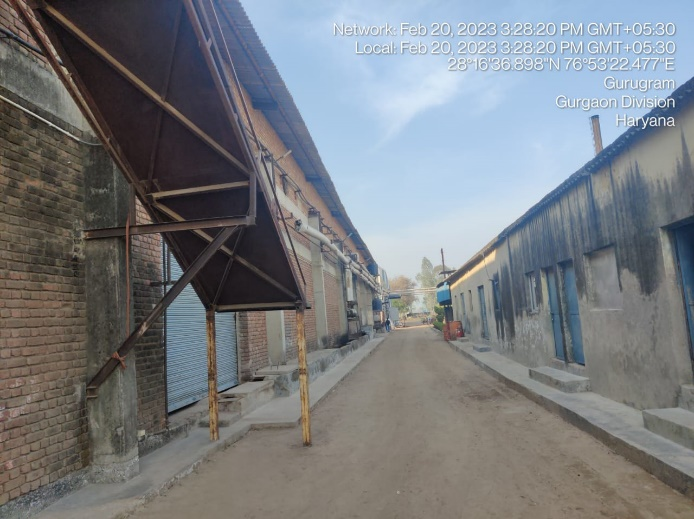 Network: Feb 20, 2023 3:28:20 PM GMT+05:30
Local: Feb 20, 2023 3:28:20 PM GMT+05:30
28°16'36.898"N 76°53'22.477"E
Gurugram
Gurgaon Division
Haryana